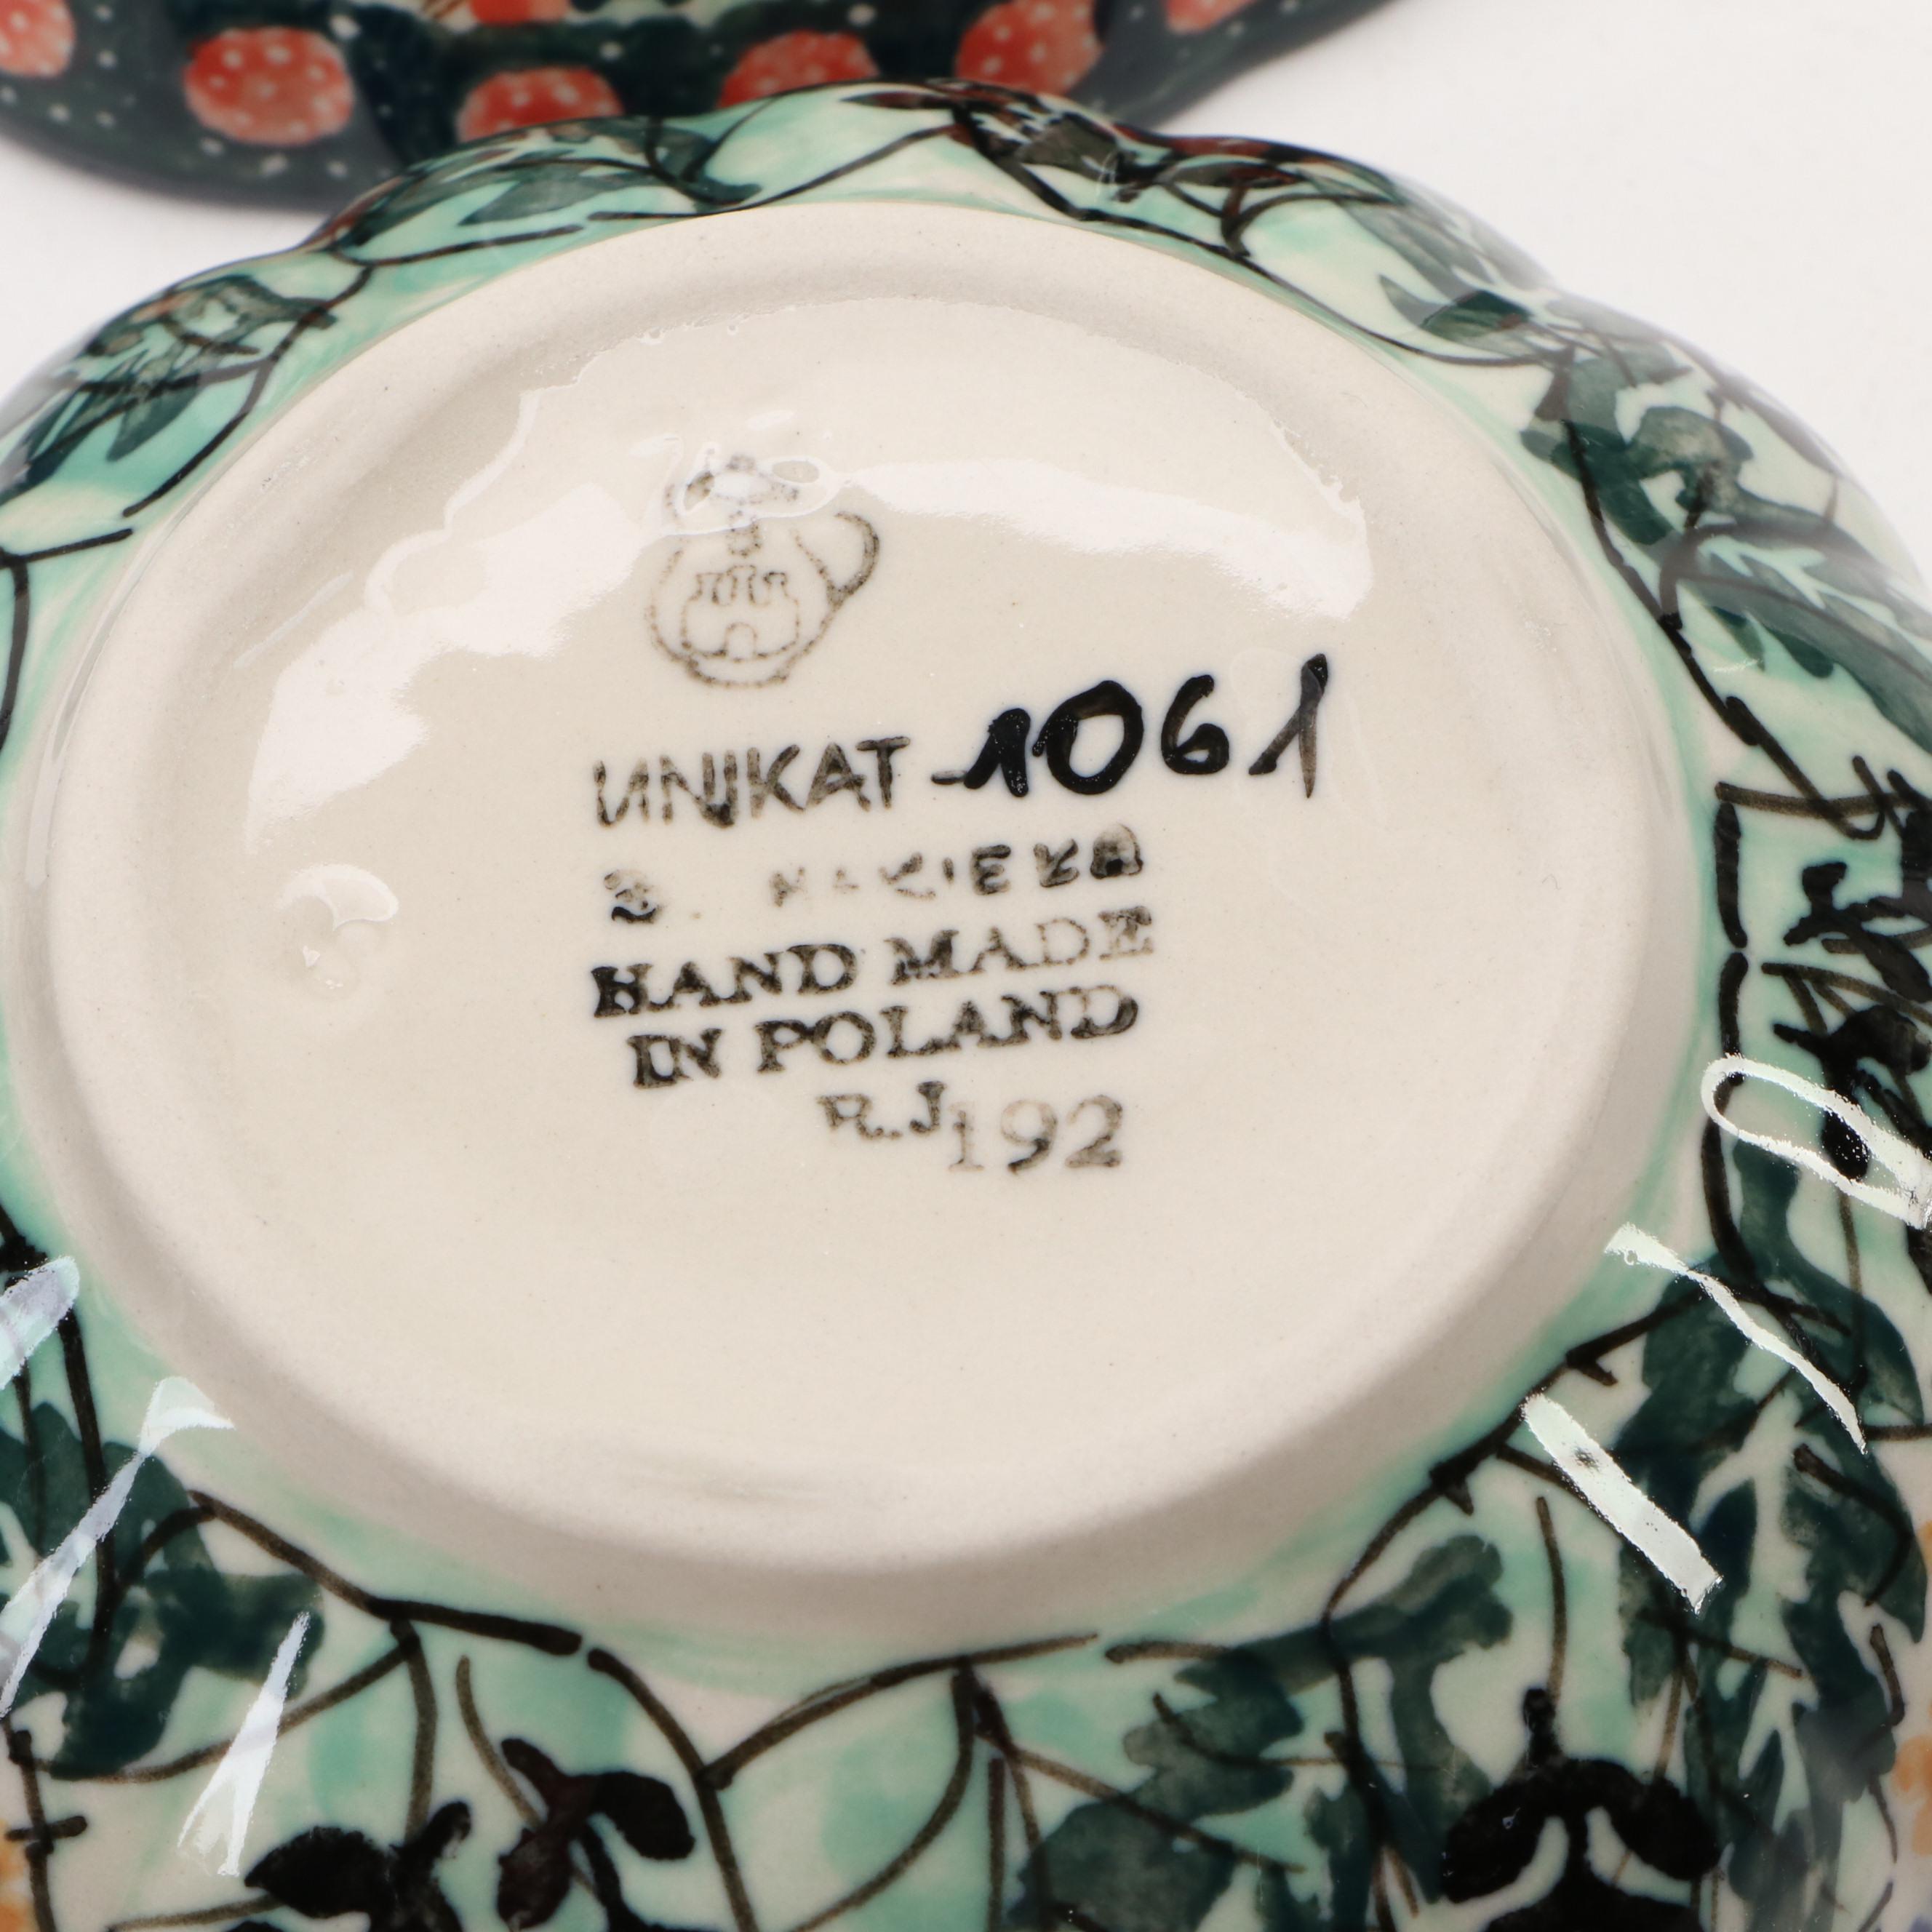 UNIKAT 1061
HAND MADE
IN POLAND
R.J 192